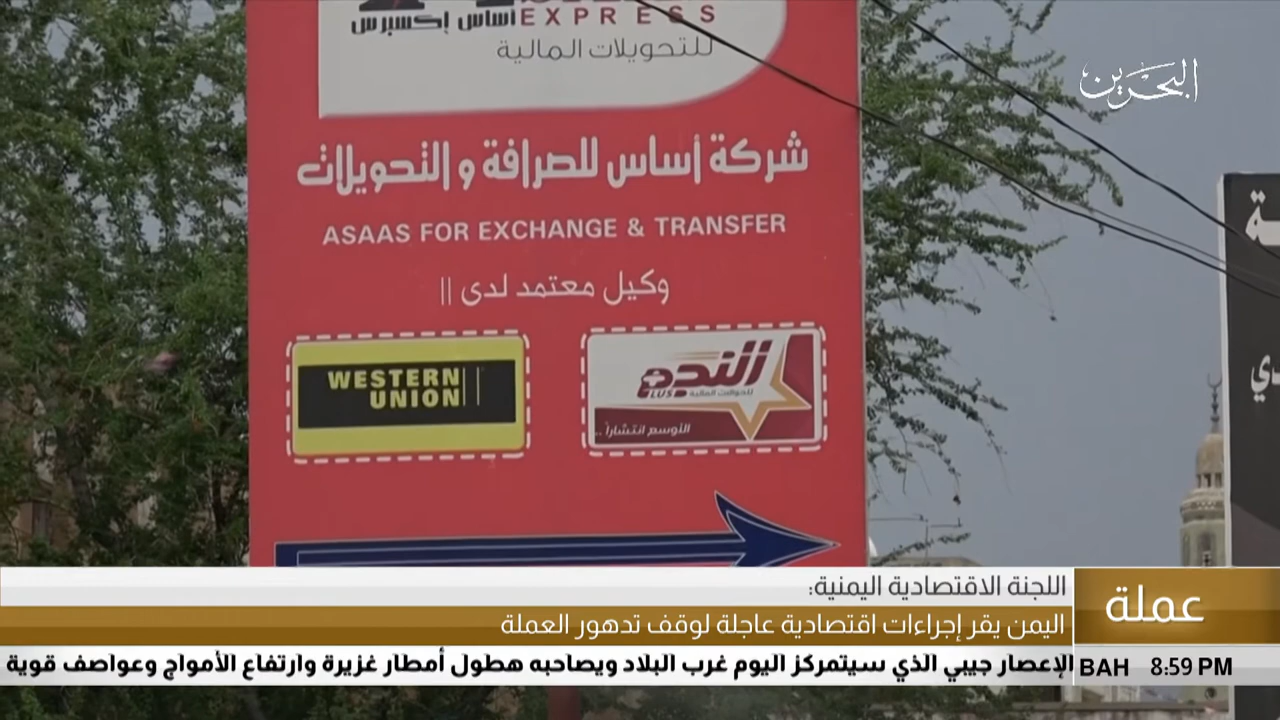 البحرين
أساس إكسبرس EXPRESS
للتحويلات المالية
شركة أساس للصرافة و التحويلات
ASAAS FOR EXCHANGE & TRANSFER
وكيل معتمد لدى ||
WESTERN
UNION
النجم
PLUS للحوالات المالية
الأوسع انتشاراً..
ـة
ـدي
عملة
اللجنة الاقتصادية اليمنية:
اليمن يقر إجراءات اقتصادية عاجلة لوقف تدهور العملة
BAH 8:59 PM
الإعصار جيبي الذي سيتمركز اليوم غرب البلاد ويصاحبه هطول أمطار غزيرة وارتفاع الأمواج وعواصف قوية